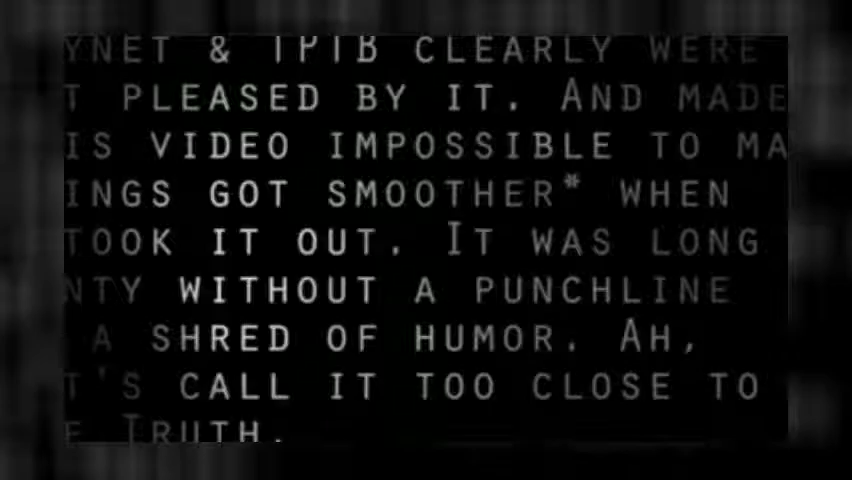 YNET & TPTB CLEARLY WERE
T PLEASED BY IT. AND MADE
IS VIDEO IMPOSSIBLE TO MA
INGS GOT SMOOTHER* WHEN
TOOK IT OUT. IT WAS LONG
NTY WITHOUT A PUNCHLINE
A SHRED OF HUMOR. AH,
T'S CALL IT TOO CLOSE TO
E TRUTH.